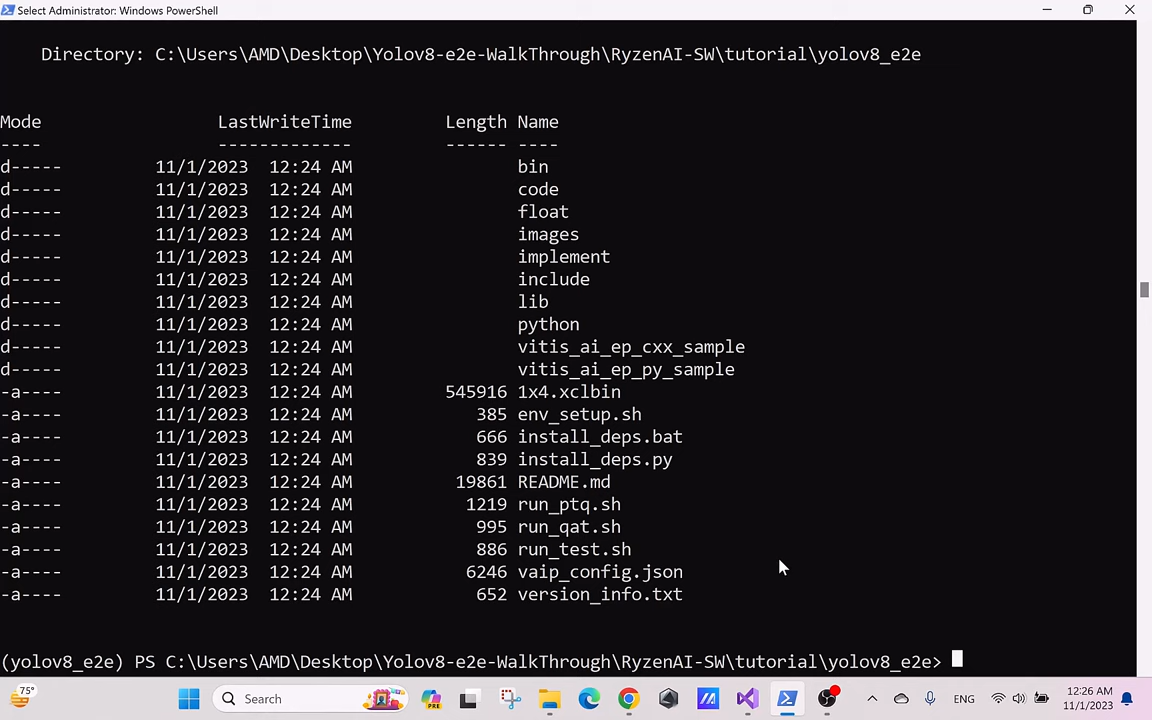 Select Administrator: Windows PowerShell
Directory: C:\Users\AMD\Desktop\Yolov8-e2e-WalkThrough\RyzenAI-SW\tutorial\yolov8_e2e
Mode LastWriteTime Length Name
---- ------------- ------ ----
d----- 11/1/2023 12:24 AM bin
d----- 11/1/2023 12:24 AM code
d----- 11/1/2023 12:24 AM float
d----- 11/1/2023 12:24 AM images
d----- 11/1/2023 12:24 AM implement
d----- 11/1/2023 12:24 AM include
d----- 11/1/2023 12:24 AM lib
d----- 11/1/2023 12:24 AM python
d----- 11/1/2023 12:24 AM vitis_ai_ep_cxx_sample
d----- 11/1/2023 12:24 AM vitis_ai_ep_py_sample
-a---- 11/1/2023 12:24 AM 545916 1x4.xclbin
-a---- 11/1/2023 12:24 AM 385 env_setup.sh
-a---- 11/1/2023 12:24 AM 666 install_deps.bat
-a---- 11/1/2023 12:24 AM 839 install_deps.py
-a---- 11/1/2023 12:24 AM 19861 README.md
-a---- 11/1/2023 12:24 AM 1219 run_ptq.sh
-a---- 11/1/2023 12:24 AM 995 run_qat.sh
-a---- 11/1/2023 12:24 AM 886 run_test.sh
-a---- 11/1/2023 12:24 AM 6246 vaip_config.json
-a---- 11/1/2023 12:24 AM 652 version_info.txt
(yolov8_e2e) PS C:\Users\AMD\Desktop\Yolov8-e2e-WalkThrough\RyzenAI-SW\tutorial\yolov8_e2e>
75°
Search
PRE
ENG
12:26 AM
11/1/2023